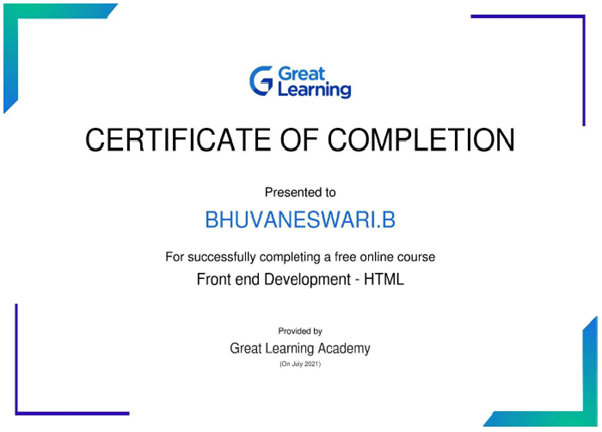 Great
Learning
CERTIFICATE OF COMPLETION
Presented to
BHUVANESWARI.B
For successfully completing a free online course
Front end Development - HTML
Provided by
Great Learning Academy
(On July 2021)